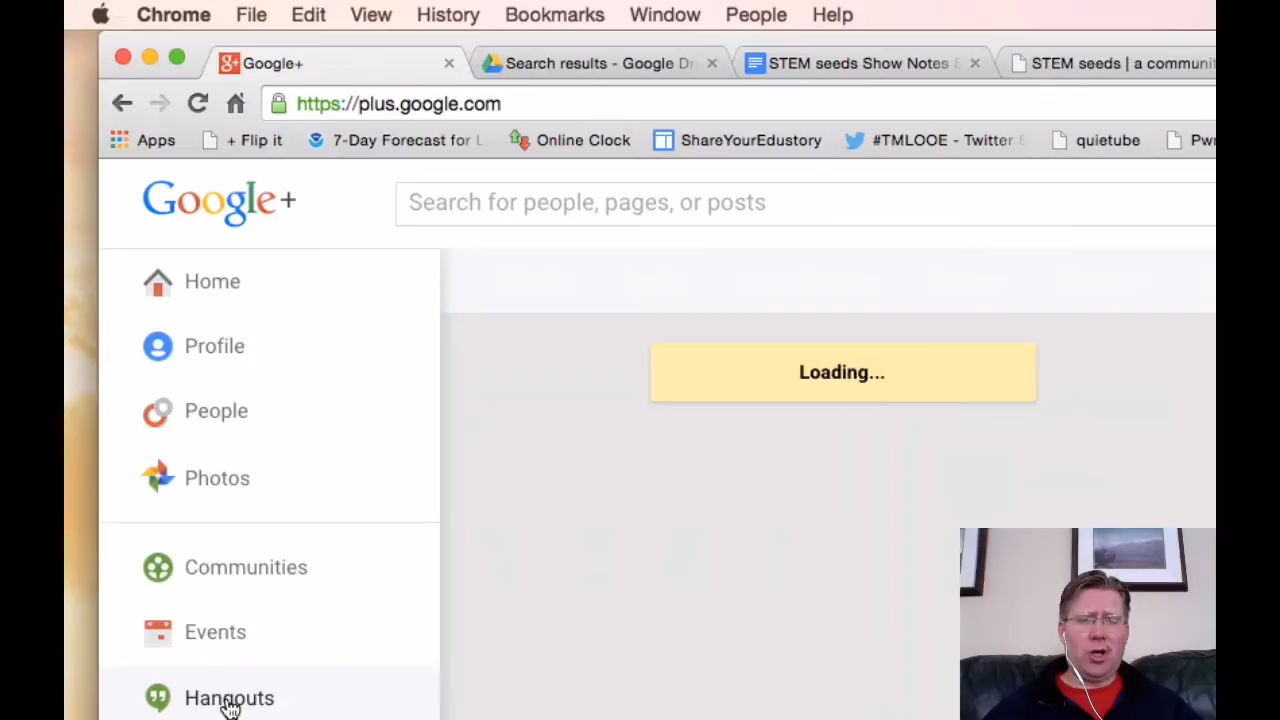 Chrome File Edit View History Bookmarks Window People Help
Google+ Search results - Google Dr STEM seeds Show Notes STEM seeds | a communit
https://plus.google.com
Apps + Flip it 7-Day Forecast for L Online Clock ShareYourEdustory #TMLOOE - Twitter S quietube Pwn
Google+ Search for people, pages, or posts
Home
Loading...
Profile
People
Photos
Communities
Events
Hangouts